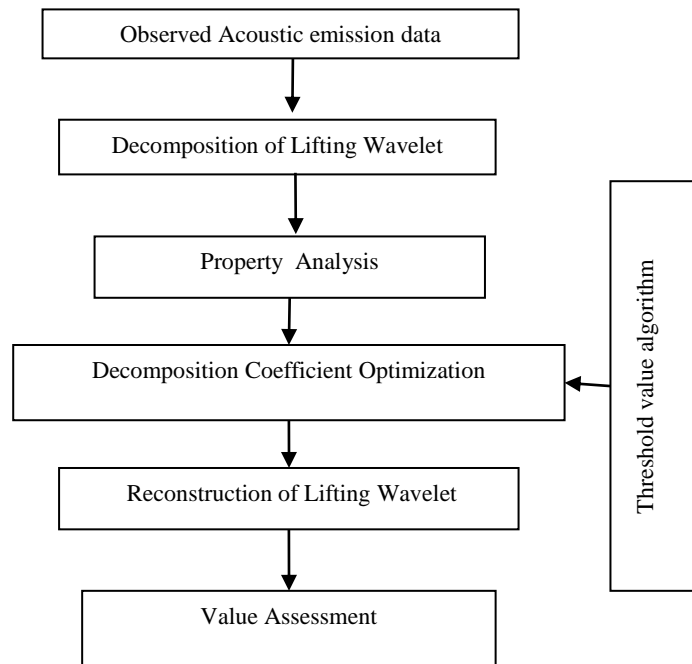 Observed Acoustic emission data
Decomposition of Lifting Wavelet
Property Analysis
Decomposition Coefficient Optimization
Threshold value algorithm
Reconstruction of Lifting Wavelet
Value Assessment